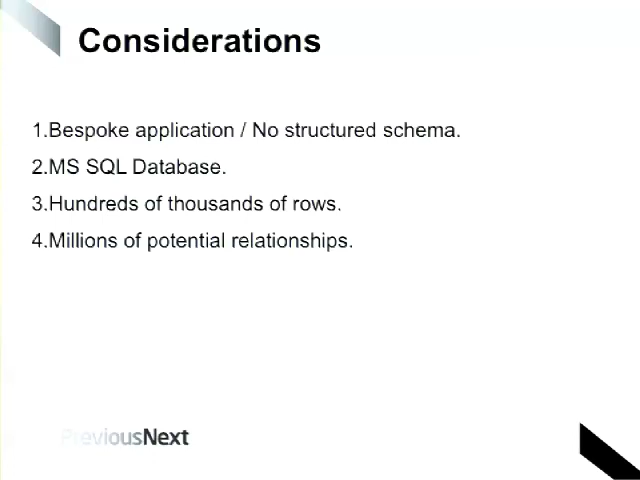 Considerations
1.Bespoke application / No structured schema.
2.MS SQL Database.
3.Hundreds of thousands of rows.
4.Millions of potential relationships.
PreviousNext